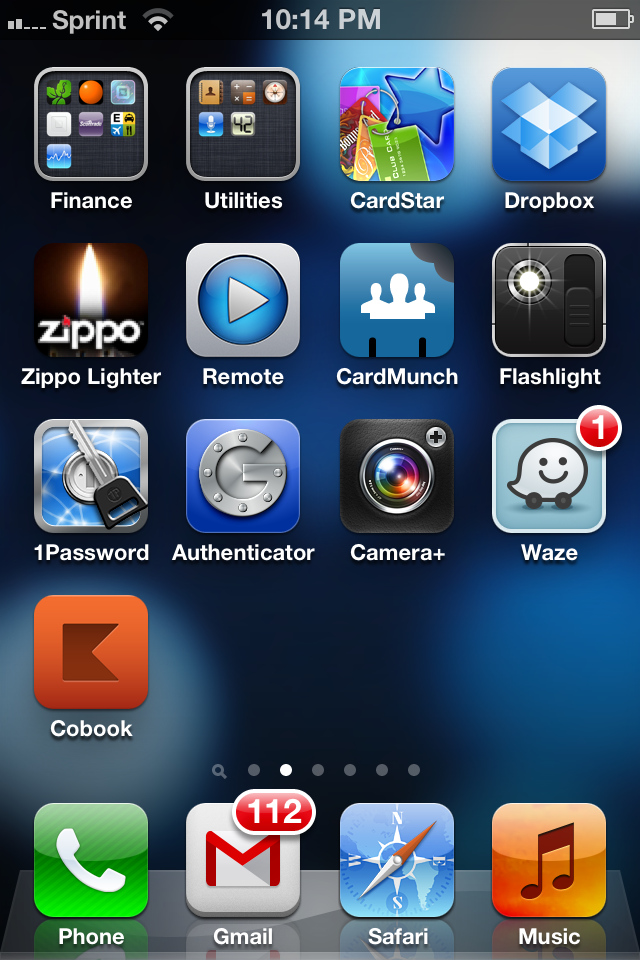 Sprint 10:14 PM
Finance Utilities CardStar Dropbox
zippo
Zippo Lighter Remote CardMunch Flashlight
1
1Password Authenticator Camera+ Waze
Cobook
112
Phone Gmail Safari Music